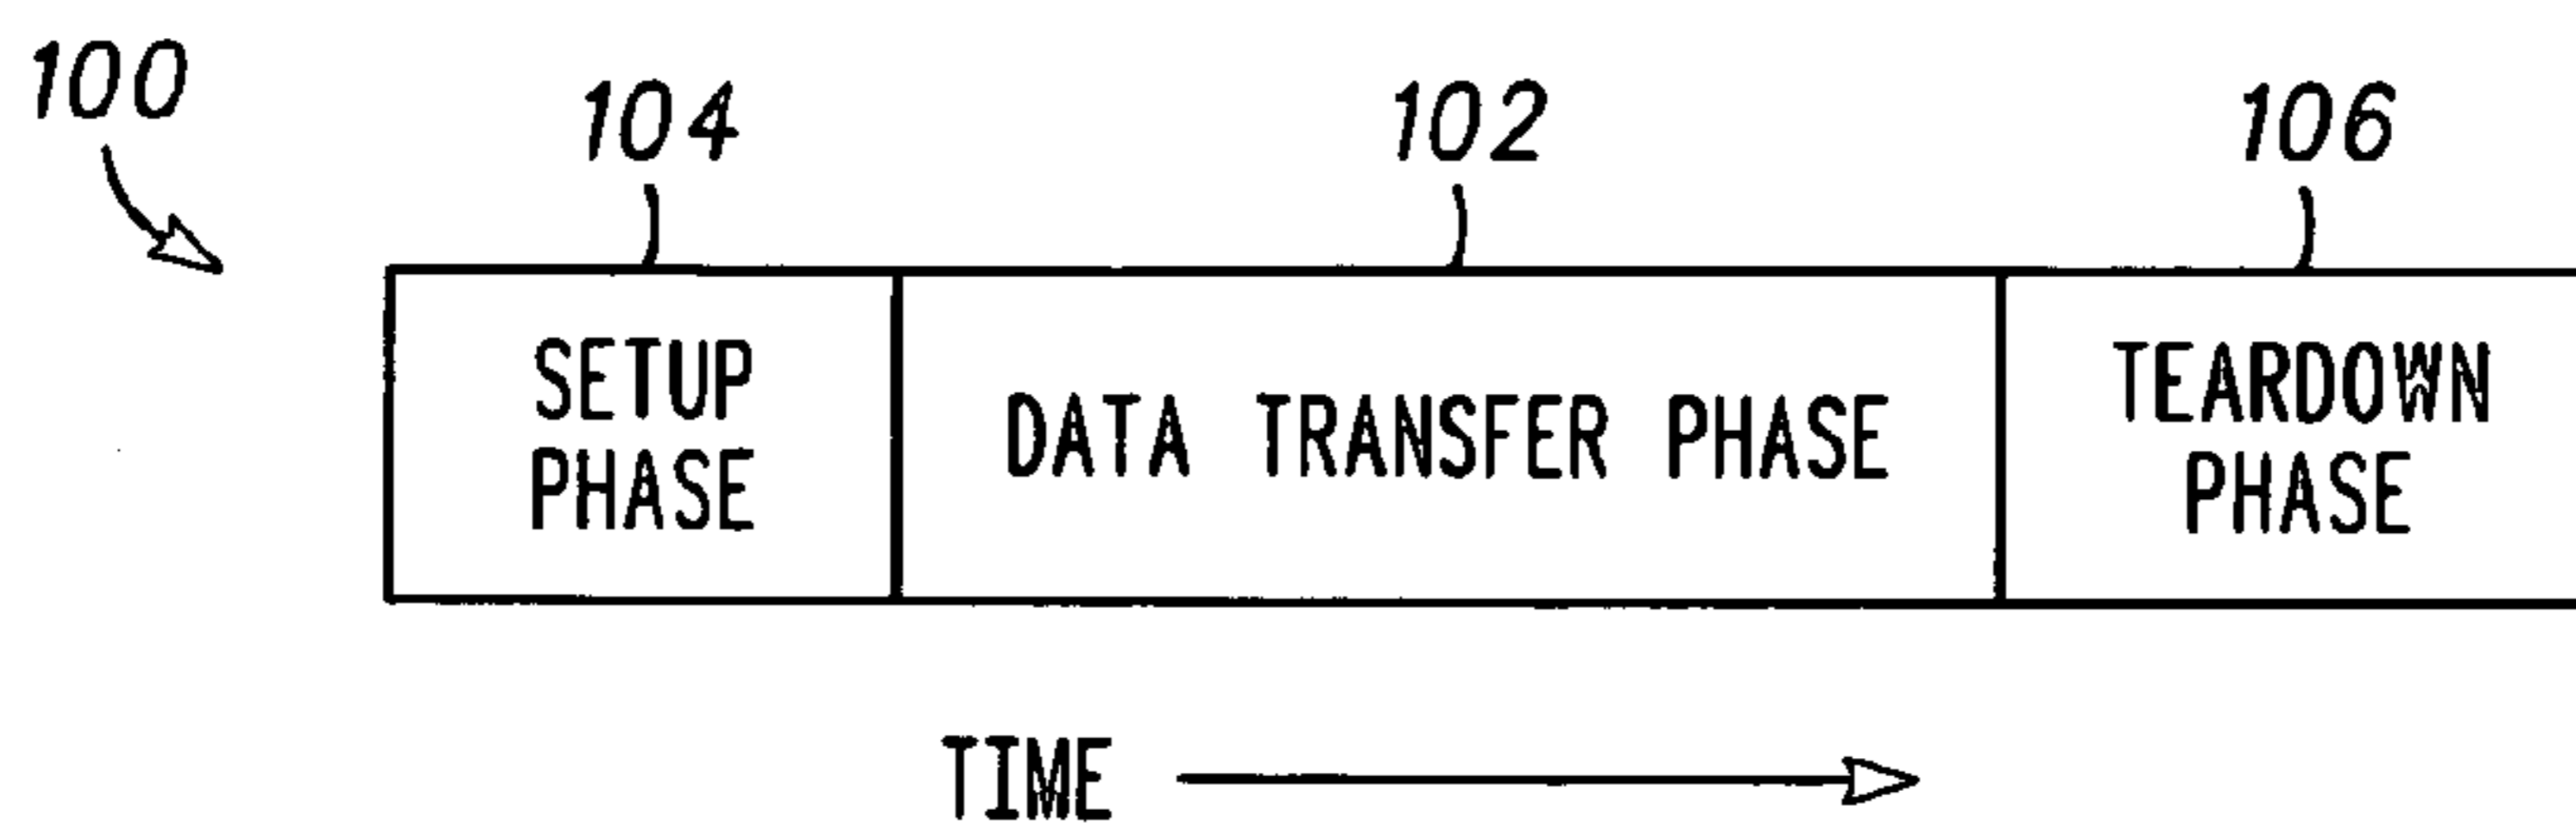 100
104
102
106
SETUP
PHASE
DATA TRANSFER PHASE
TEARDOWN
PHASE
TIME